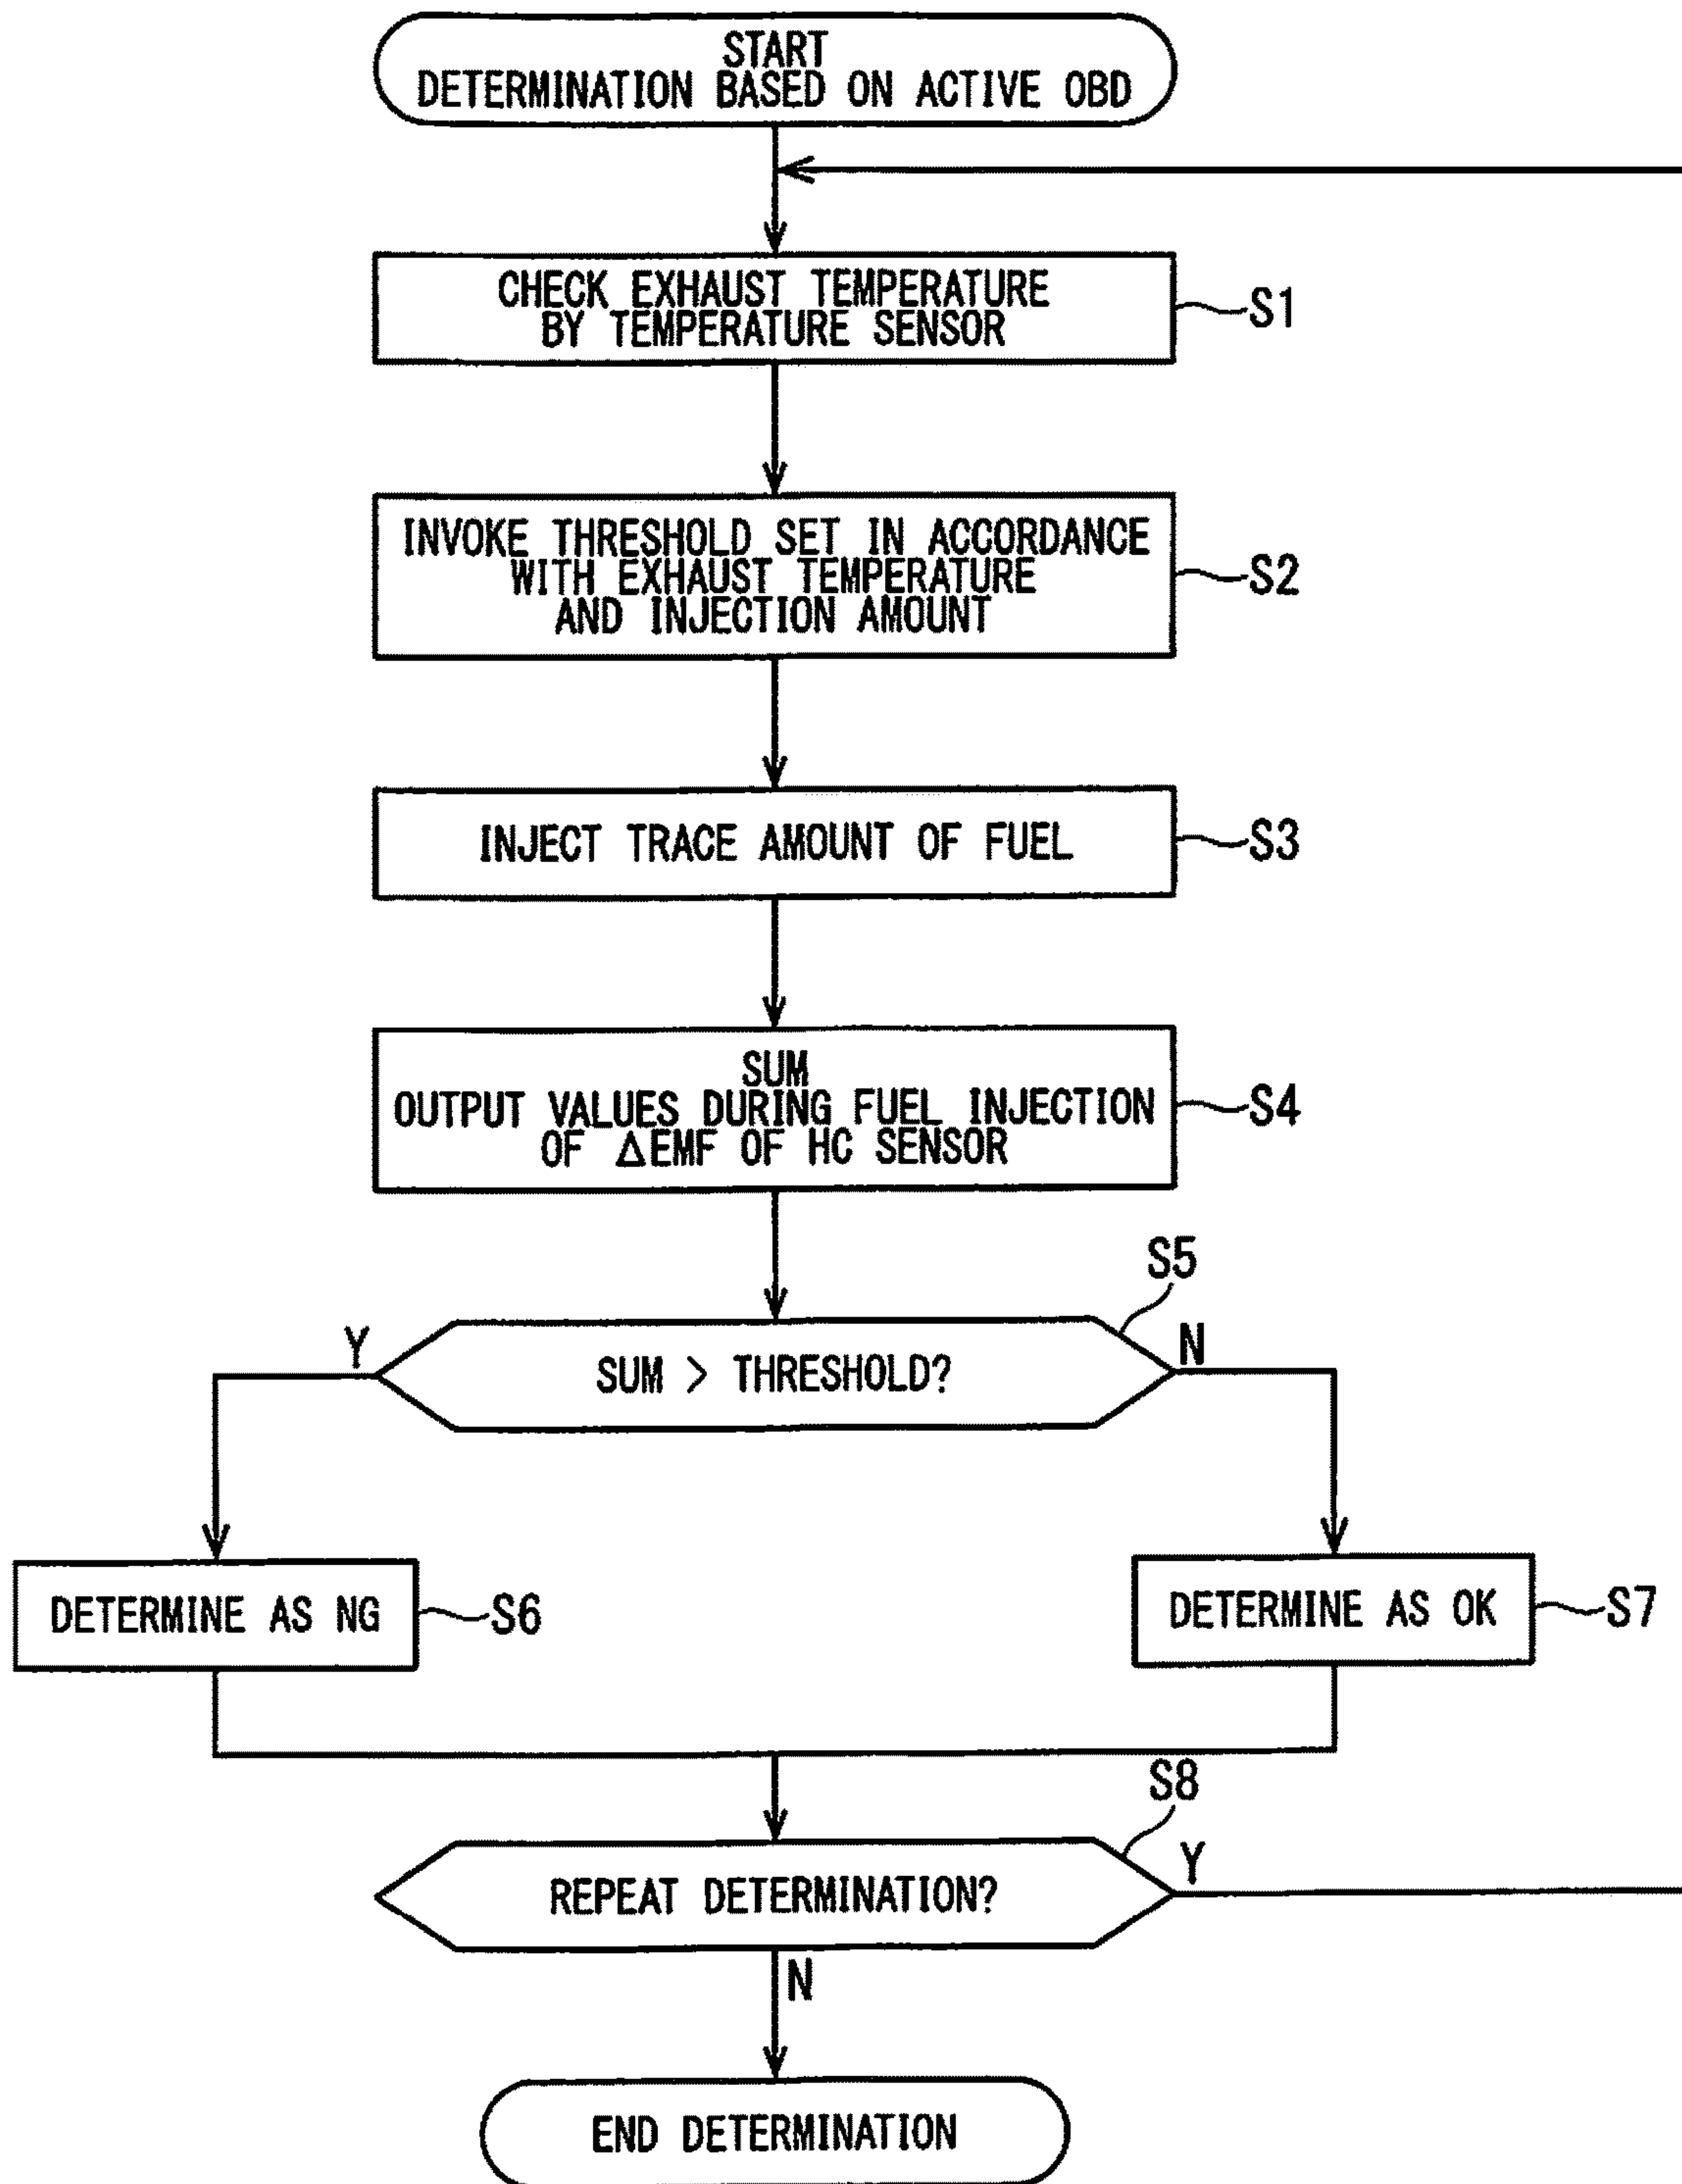 START
DETERMINATION BASED ON ACTIVE OBD
CHECK EXHAUST TEMPERATURE
BY TEMPERATURE SENSOR
S1
INVOKE THRESHOLD SET IN ACCORDANCE
WITH EXHAUST TEMPERATURE
AND INJECTION AMOUNT
S2
INJECT TRACE AMOUNT OF FUEL
S3
SUM
OUTPUT VALUES DURING FUEL INJECTION
OF ΔEMF OF HC SENSOR
S4
S5
Y
N
SUM > THRESHOLD?
DETERMINE AS NG
S6
DETERMINE AS OK
S7
S8
Y
REPEAT DETERMINATION?
N
END DETERMINATION